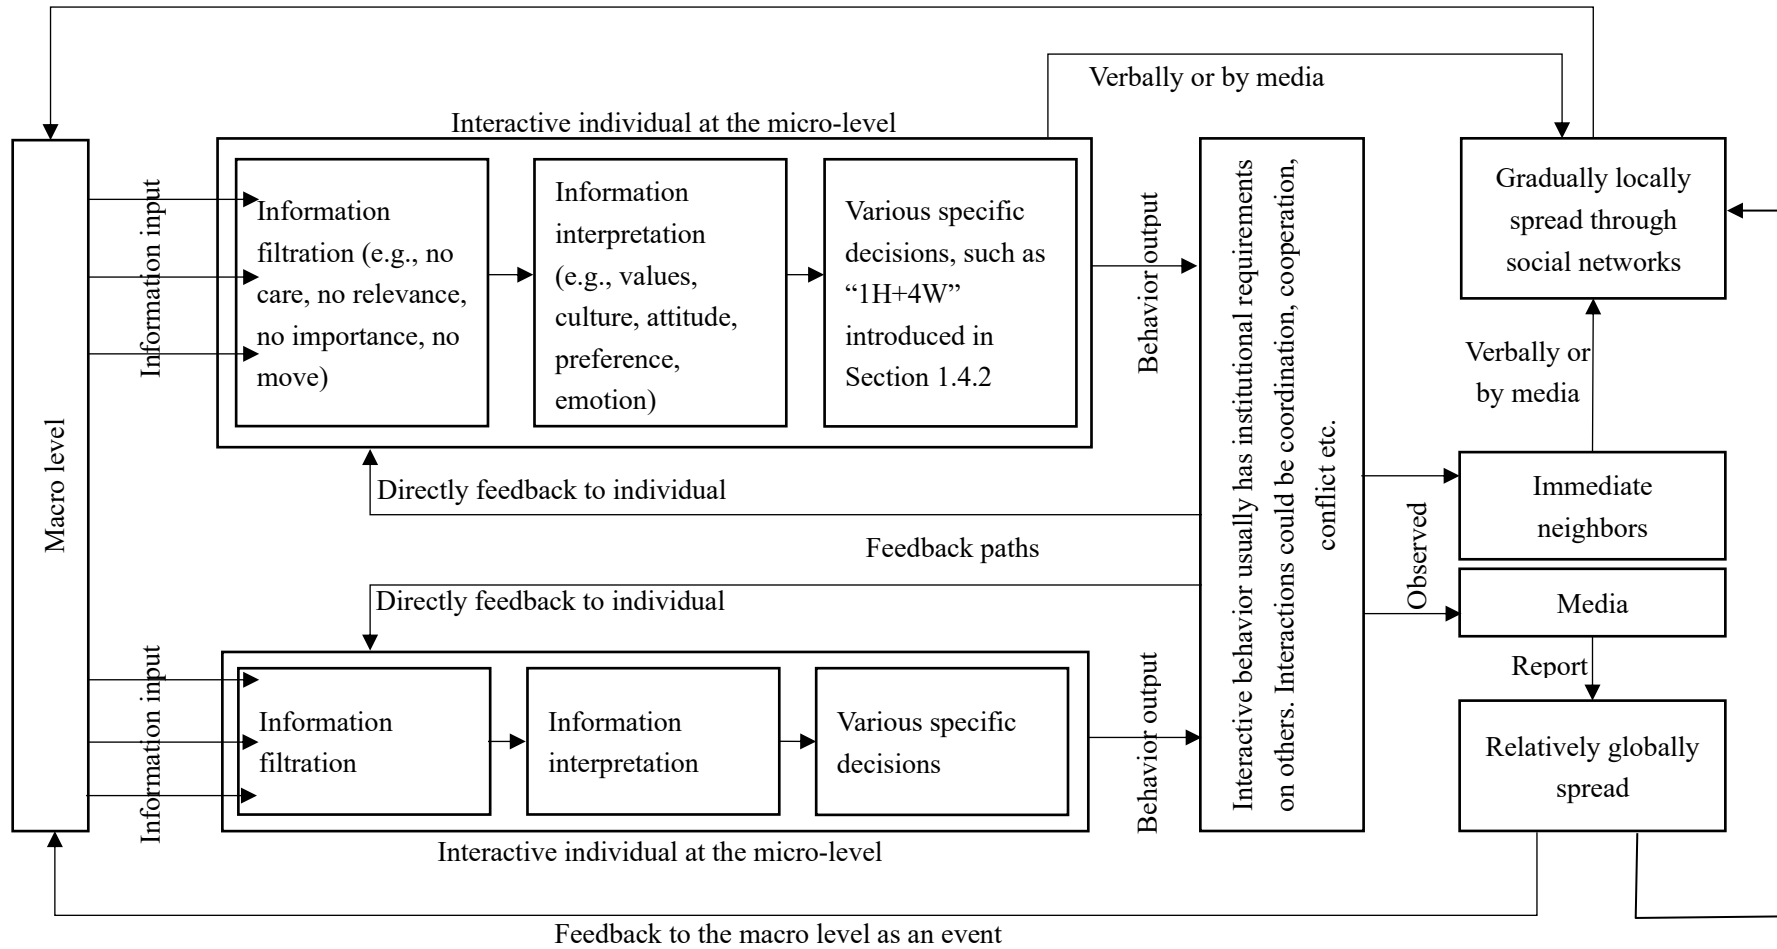 Verbally or by media
Interactive individual at the micro-level
Macro level
Information input
Information
filtration (e.g., no
care, no relevance,
no importance, no
move)
Information
interpretation
(e.g., values,
culture, attitude,
preference,
emotion)
Various specific
decisions, such as
“1H+4W”
introduced in
Section 1.4.2
Behavior output
Interactive behavior usually has institutional requirements
on others. Interactions could be coordination, cooperation,
conflict etc.
Gradually locally
spread through
social networks
Verbally or
by media
Directly feedback to individual
Feedback paths
Directly feedback to individual
Observed
Immediate
neighbors
Media
Report
Information input
Information
filtration
Information
interpretation
Various specific
decisions
Behavior output
Relatively globally
spread
Interactive individual at the micro-level
Feedback to the macro level as an event